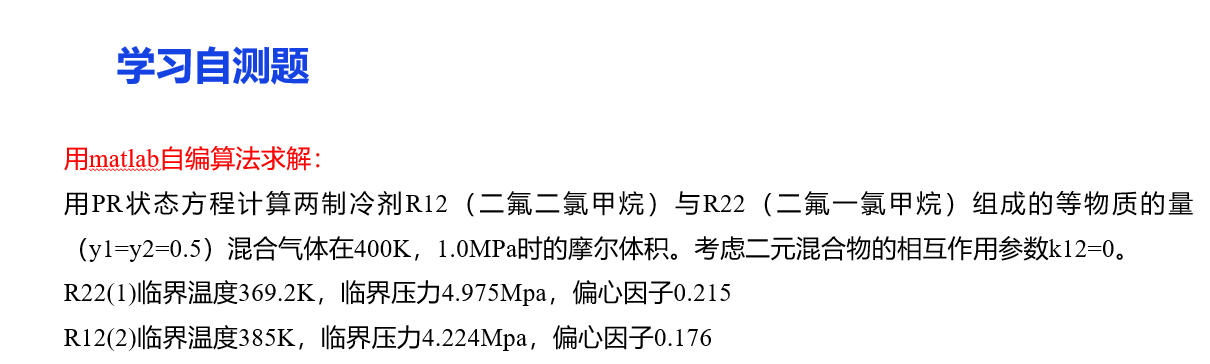 学习自测题
用matlab自编算法求解：
用PR状态方程计算两制冷剂R12（二氟二氯甲烷）与R22（二氟一氯甲烷）组成的等物质的量
（y1=y2=0.5）混合气体在400K，1.0MPa时的摩尔体积。考虑二元混合物的相互作用参数k12=0。
R22(1)临界温度369.2K，临界压力4.975Mpa，偏心因子0.215
R12(2)临界温度385K，临界压力4.224Mpa，偏心因子0.176